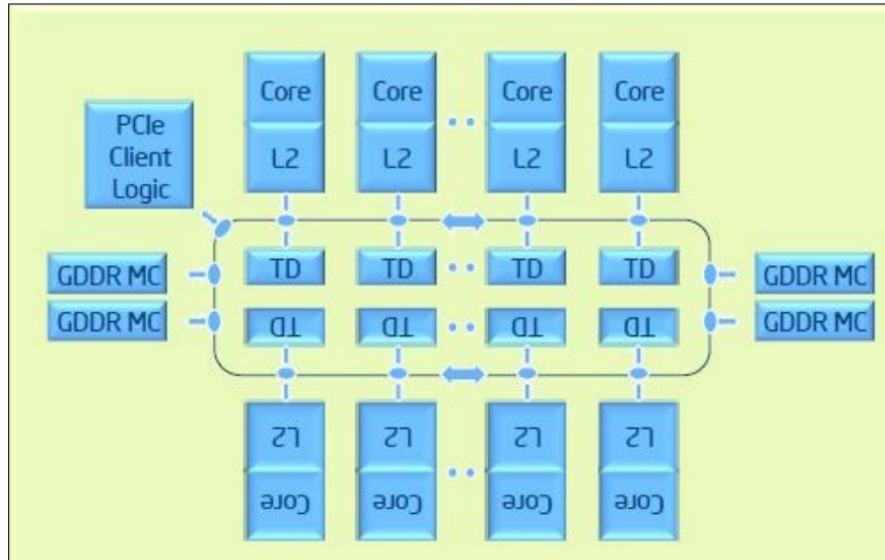 Core Core Core Core
PCIe
Client
Logic
L2 L2 L2 L2
GDDR MC TD TD TD TD GDDR MC
GDDR MC TD TD TD TD GDDR MC
L2 L2 L2 L2
Core Core Core Core